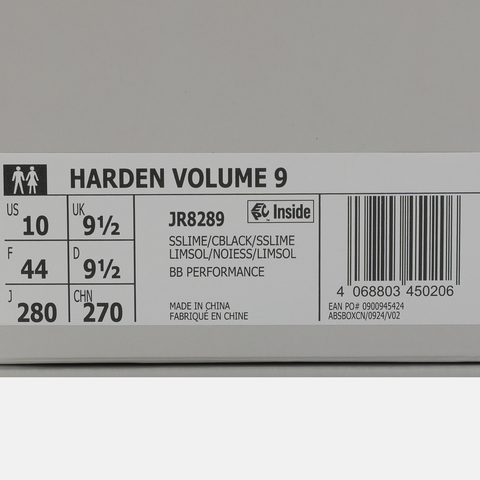 HARDEN VOLUME 9
US 10
UK 9½
F 44
D 9½
J 280
CHN 270
JR8289
Inside
SSLIME/CBLACK/SSLIME
LIMSOL/NOIESS/LIMSOL
BB PERFORMANCE
MADE IN CHINA
FABRIQUÉ EN CHINE
4 068803 450206
EAN PO# 0900945424
ABSBOXCN/0924/V02